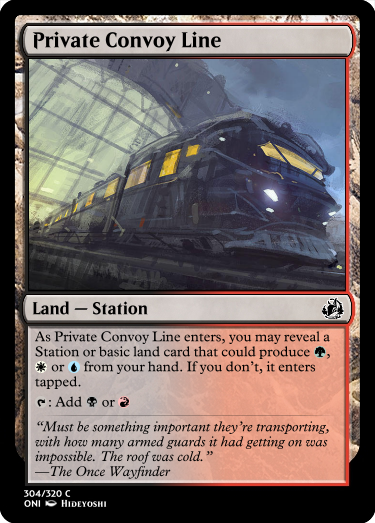 Private Convoy Line
Land — Station
As Private Convoy Line enters, you may reveal a
Station or basic land card that could produce ,
or from your hand. If you don't, it enters
tapped.
: Add or
“Must be something important they're transporting,
with how many armed guards it had getting on was
impossible. The roof was cold.”
—The Once Wayfinder
304/320 C
ONI Hideyoshi